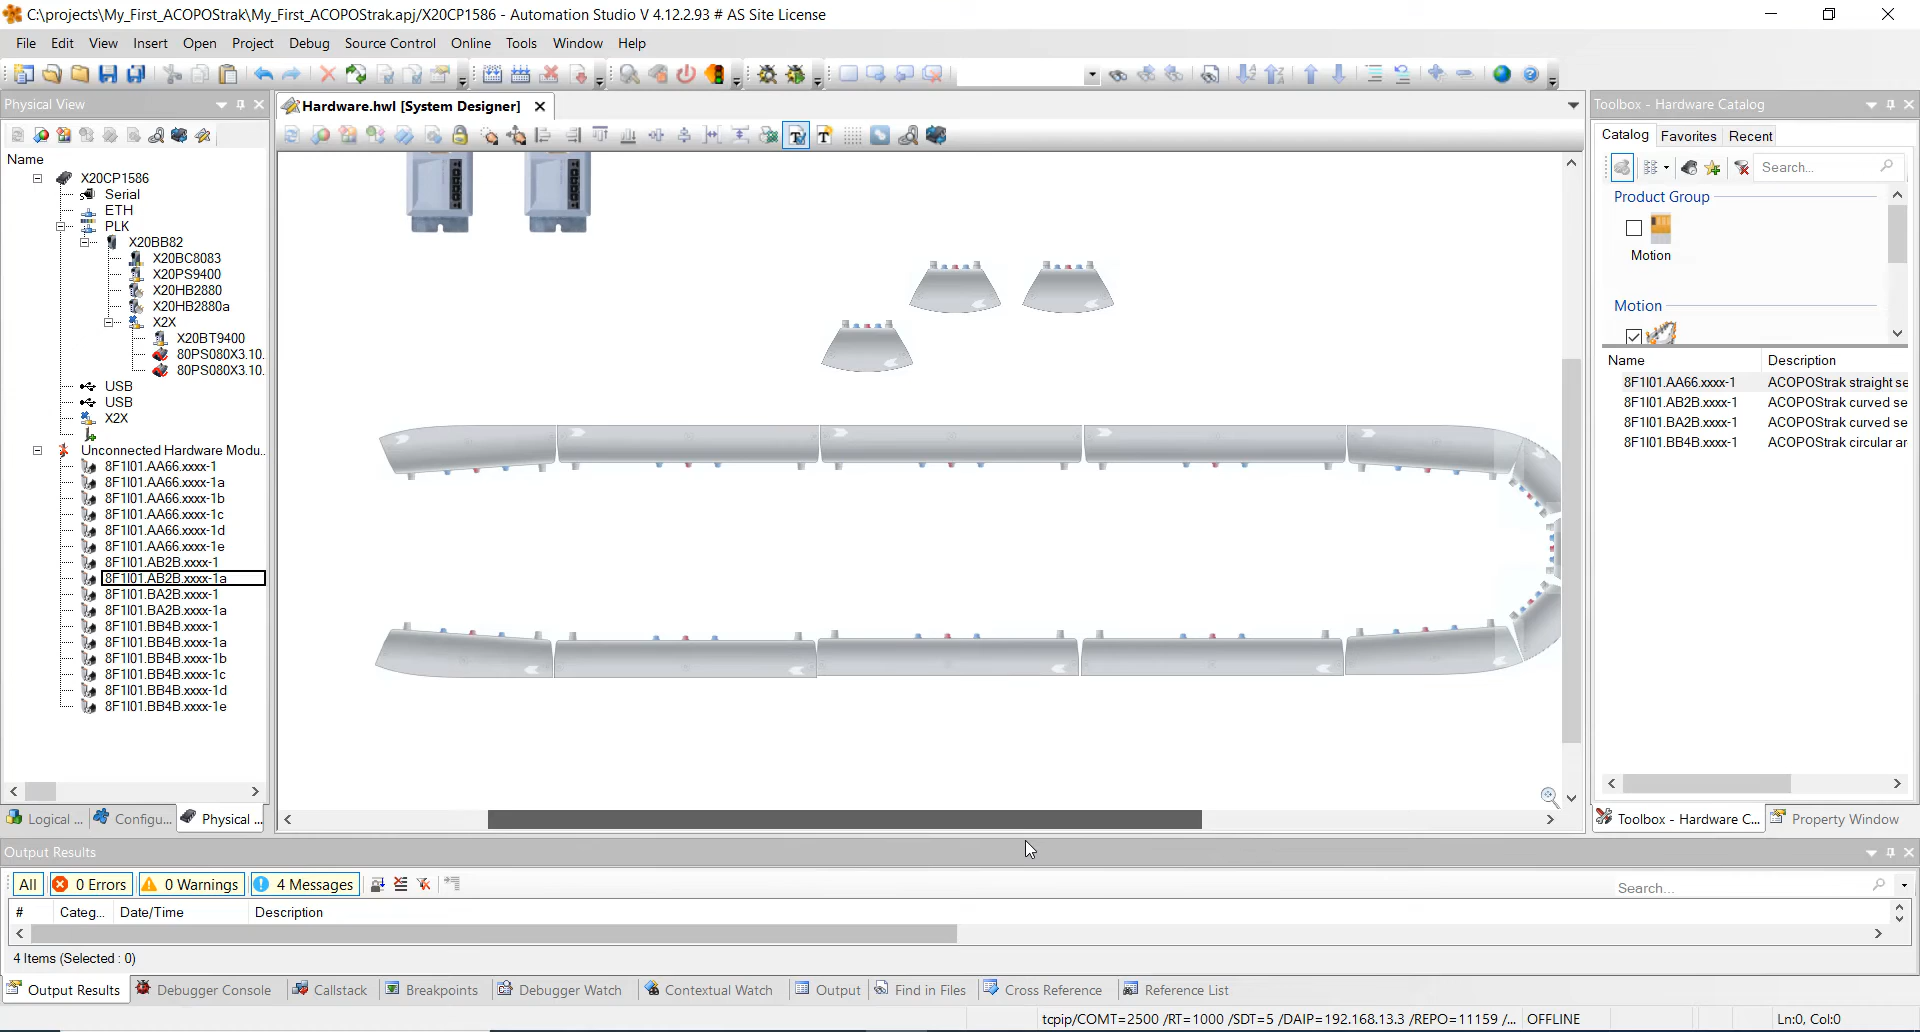 C:\projects\My_First_ACOPOStrak\My_First_ACOPOStrak.apj/X20CP1586 - Automation Studio V 4.12.2.93 # AS Site License
File Edit View Insert Open Project Debug Source Control Online Tools Window Help
Physical View
Hardware.hwl [System Designer]
Toolbox - Hardware Catalog
Catalog Favorites Recent
Search...
Name
X20CP1586
Serial
ETH
PLK
X20BB82
X20BC8083
X20PS9400
X20HB2880
X20HB2880a
X2X
X20BT9400
80PS080X3.10.
80PS080X3.10.
USB
USB
X2X
Unconnected Hardware Modu..
8F1I01.AA66.xxxx-1
8F1I01.AA66.xxxx-1a
8F1I01.AA66.xxxx-1b
8F1I01.AA66.xxxx-1c
8F1I01.AA66.xxxx-1d
8F1I01.AA66.xxxx-1e
8F1I01.AB2B.xxxx-1
8F1I01.AB2B.xxxx-1a
8F1I01.BA2B.xxxx-1
8F1I01.BA2B.xxxx-1a
8F1I01.BB4B.xxxx-1
8F1I01.BB4B.xxxx-1a
8F1I01.BB4B.xxxx-1b
8F1I01.BB4B.xxxx-1c
8F1I01.BB4B.xxxx-1d
8F1I01.BB4B.xxxx-1e
Product Group
Motion
Motion
Name Description
8F1I01.AA66.xxxx-1 ACOPOStrak straight se
8F1I01.AB2B.xxxx-1 ACOPOStrak curved se
8F1I01.BA2B.xxxx-1 ACOPOStrak curved se
8F1I01.BB4B.xxxx-1 ACOPOStrak circular ar
Logical ... Configu... Physical ...
Toolbox - Hardware C... Property Window
Output Results
All 0 Errors 0 Warnings 4 Messages
Search...
# Categ... Date/Time Description
4 Items (Selected : 0)
Output Results Debugger Console Callstack Breakpoints Debugger Watch Contextual Watch Output Find in Files Cross Reference Reference List
tcpip/COMT=2500 /RT=1000 /SDT=5 /DAIP=192.168.13.3 /REPO=11159 /... OFFLINE Ln:0, Col:0